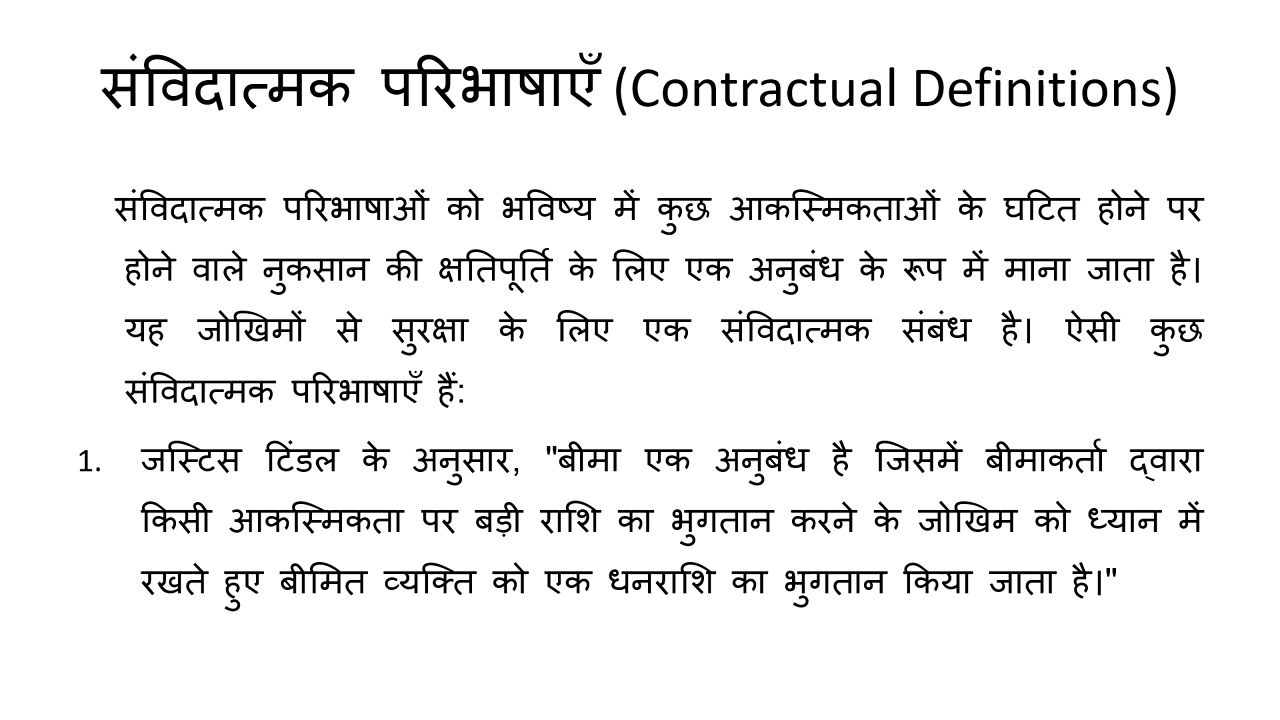 संविदात्मक परिभाषाएँ (Contractual Definitions)
संविदात्मक परिभाषाओं को भविष्य में कुछ आकस्मिकताओं के घटित होने पर
होने वाले नुकसान की क्षतिपूर्ति के लिए एक अनुबंध के रूप में माना जाता है।
यह जोखिमों से सुरक्षा के लिए एक संविदात्मक संबंध है। ऐसी कुछ
संविदात्मक परिभाषाएँ हैं:
1. जस्टिस टिंडल के अनुसार, "बीमा एक अनुबंध है जिसमें बीमाकर्ता द्वारा
किसी आकस्मिकता पर बड़ी राशि का भुगतान करने के जोखिम को ध्यान में
रखते हुए बीमित व्यक्ति को एक धनराशि का भुगतान किया जाता है।"